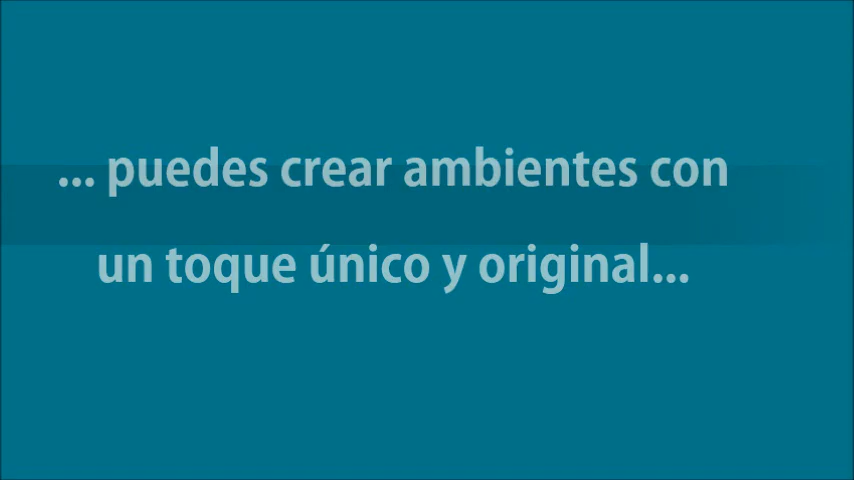 ... puedes crear ambientes con
un toque único y original...